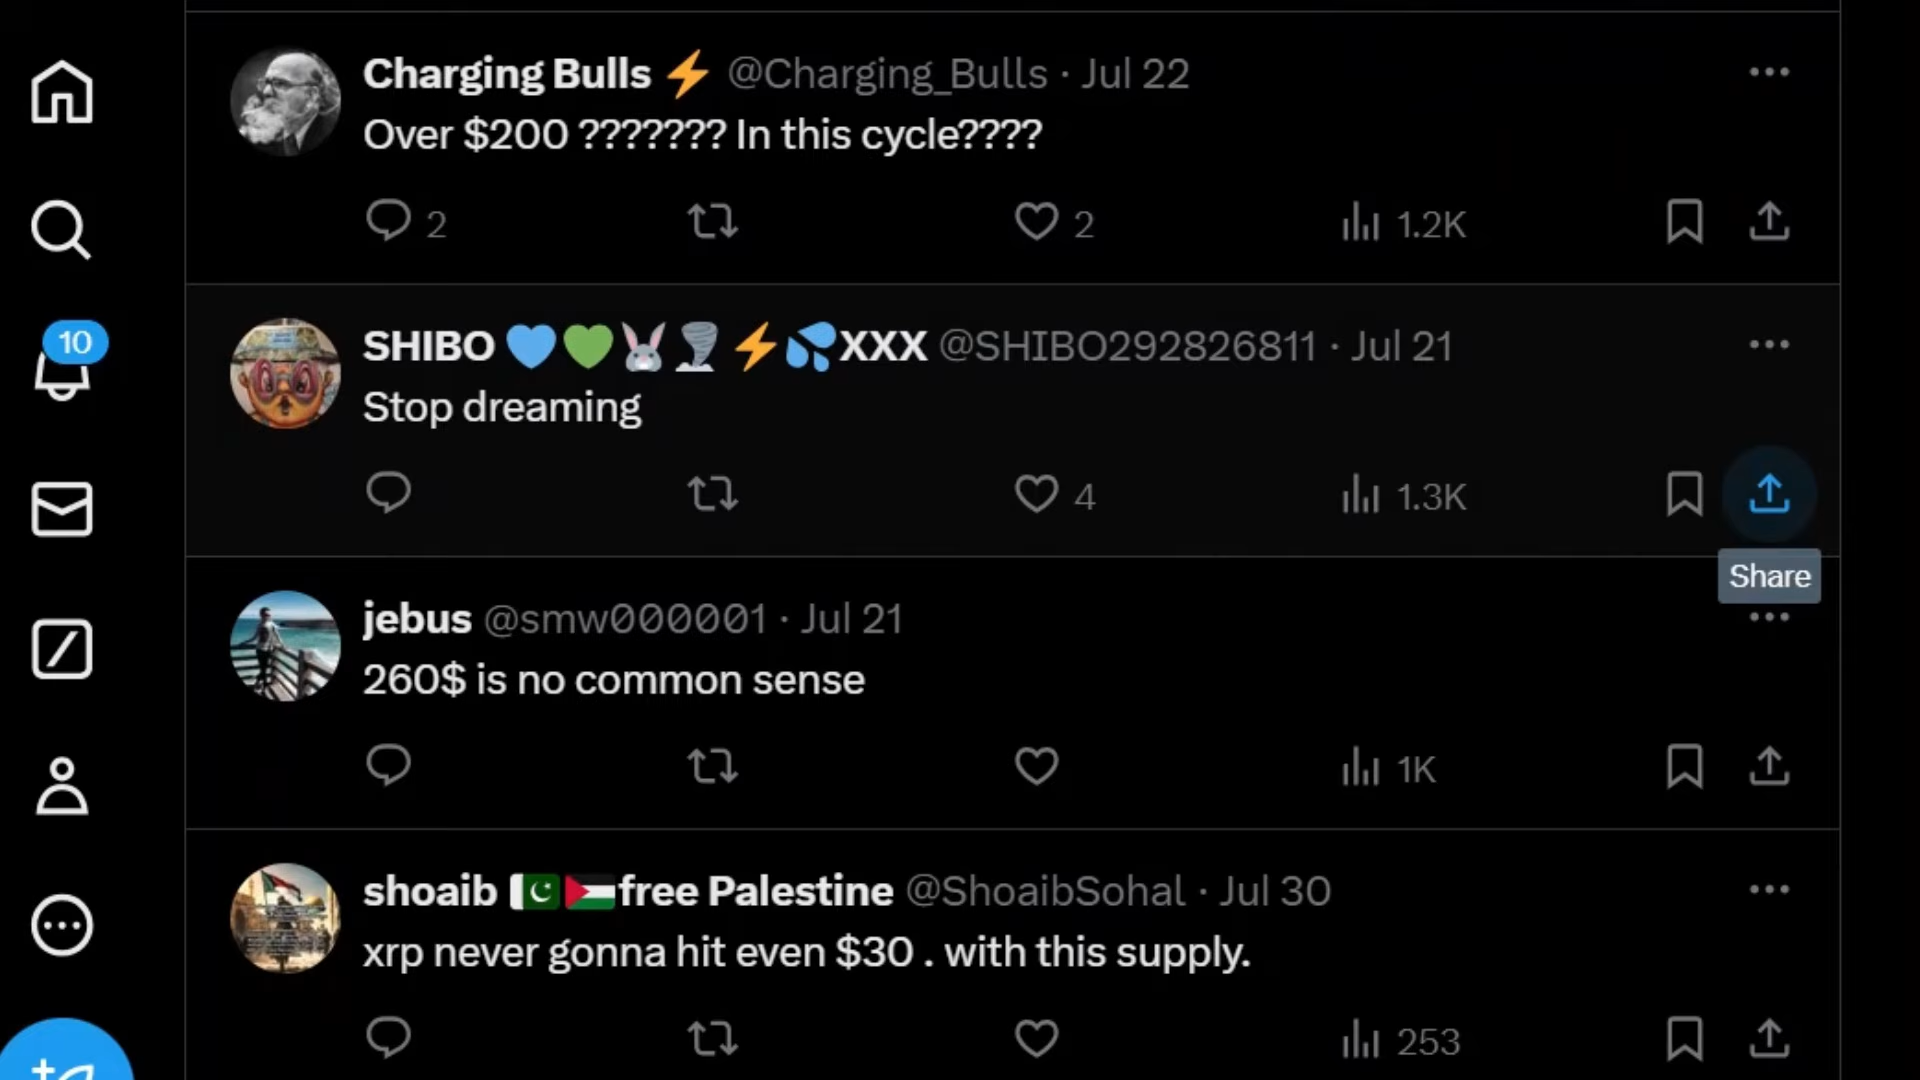 Charging Bulls ⚡ @Charging_Bulls · Jul 22
Over $200 ??????? In this cycle????
2 2 1.2K
10
SHIBO 💙💚🐰🌪️⚡💦XXX @SHIBO292826811 · Jul 21
Stop dreaming
4 1.3K
Share
jebus @smw000001 · Jul 21
260$ is no common sense
1K
shoaib 🇵🇰🇵🇸free Palestine @ShoaibSohal · Jul 30
xrp never gonna hit even $30 . with this supply.
253